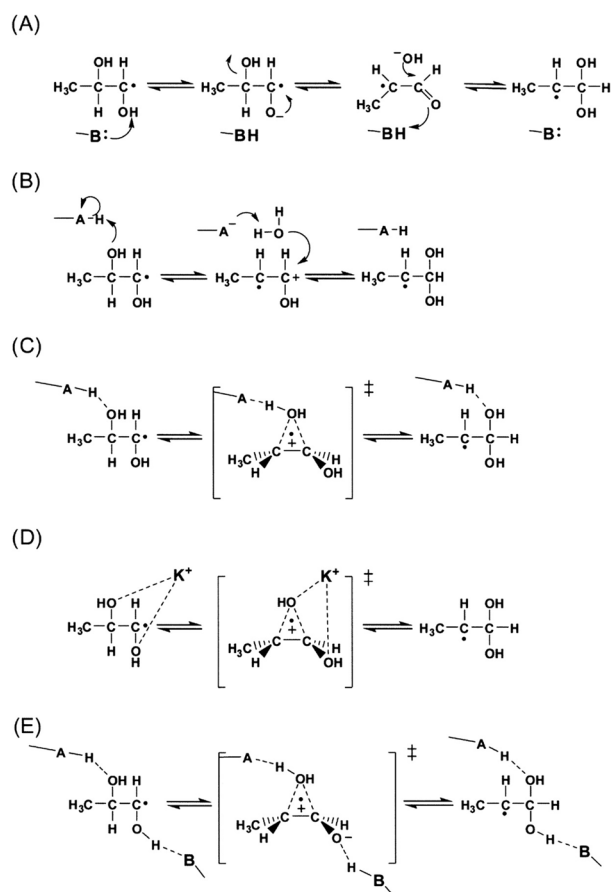 (A)
OH H OH H ⁻OH H OH
H₃C–C–C• H₃C–C–C• H C–C H H₃C–C–C–H
H OH H O– H₃C O • OH
B: BH BH B:
(B)
A–H A⁻ H–O H A–H
OH H H H H OH
H₃C–C–C• H₃C–C–C+ H₃C–C–CH
H OH • OH • OH
(C)
A–H A H A H
OH H OH ‡ H OH
H₃C–C–C• + H₃C–C–C–H
H OH H₃C C–C H • OH
H OH
(D)
K⁺ K⁺ ‡
HO H HO H OH
H₃C–C–C• + H₃C–C–C–H
H O H₃C C–C H • OH
H H OH
(E)
A H A H ‡ A H
OH H OH H OH
H₃C–C–C• + H₃C–C–C–H
H O H₃C C–C H • O
H B H O– H B
H B